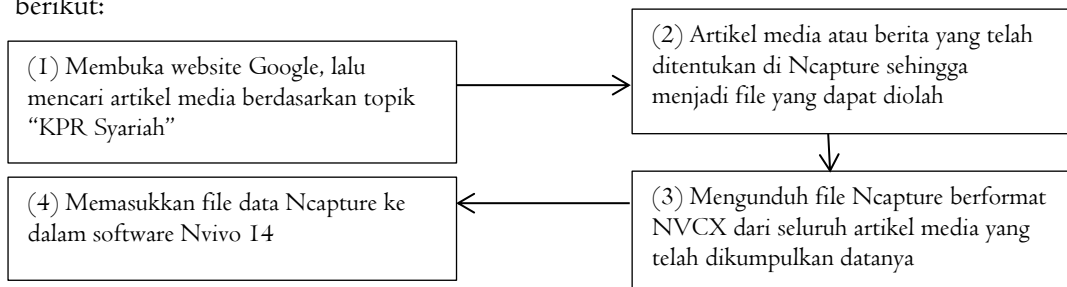 berikut:
(1) Membuka website Google, lalu
mencari artikel media berdasarkan topik
“KPR Syariah”
(2) Artikel media atau berita yang telah
ditentukan di Ncapture sehingga
menjadi file yang dapat diolah
(3) Mengunduh file Ncapture berformat
NVCX dari seluruh artikel media yang
telah dikumpulkan datanya
(4) Memasukkan file data Ncapture ke
dalam software Nvivo 14